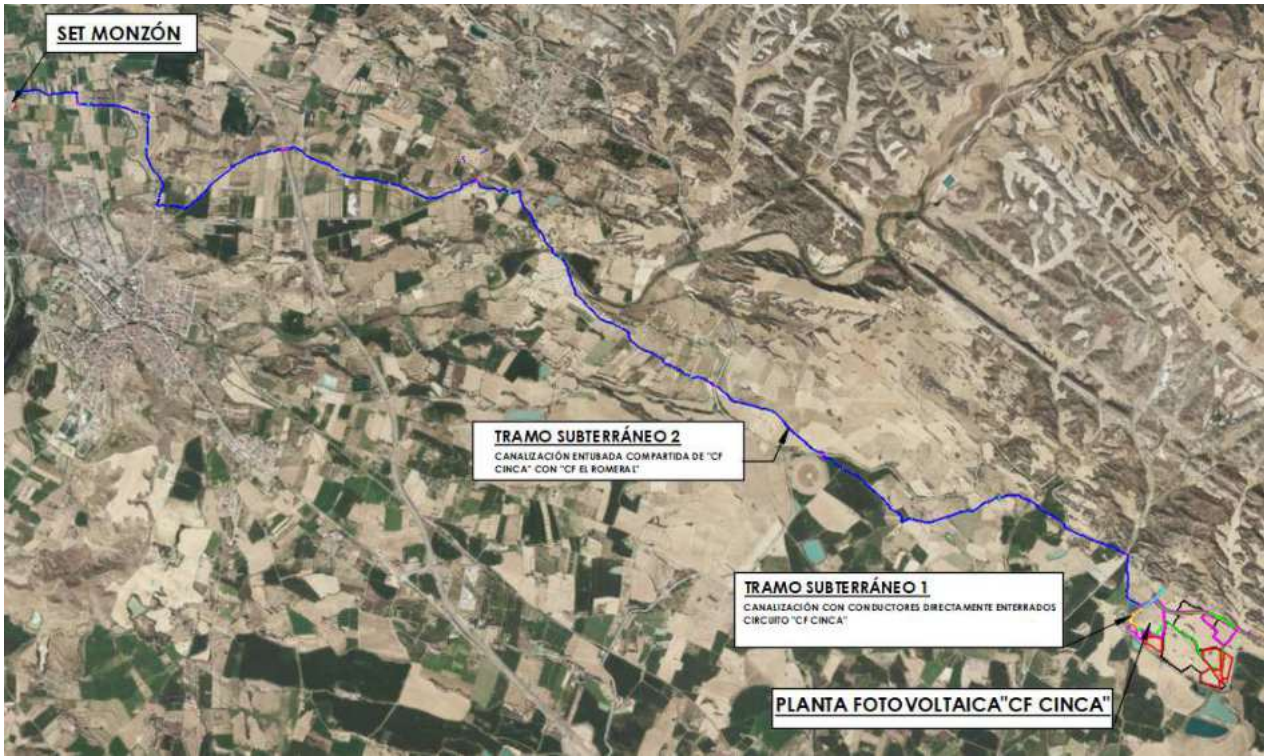 SET MONZÓN
TRAMO SUBTERRÁNEO 2
CANALIZACIÓN ENTUBADA COMPARTIDA DE "CF
CINCA" CON "CF EL ROMERAL"
TRAMO SUBTERRÁNEO 1
CANALIZACIÓN CON CONDUCTORES DIRECTAMENTE ENTERRADOS
CIRCUITO "CF CINCA"
PLANTA FOTOVOLTAICA"CF CINCA"